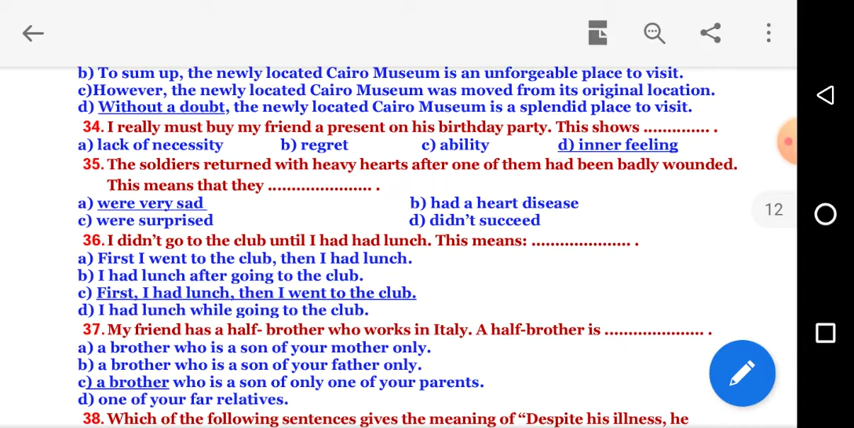 b) To sum up, the newly located Cairo Museum is an unforgeable place to visit.
c)However, the newly located Cairo Museum was moved from its original location.
d) Without a doubt, the newly located Cairo Museum is a splendid place to visit.
34. I really must buy my friend a present on his birthday party. This shows .............. .
a) lack of necessity b) regret c) ability d) inner feeling
35. The soldiers returned with heavy hearts after one of them had been badly wounded.
This means that they ...................... .
a) were very sad b) had a heart disease
c) were surprised d) didn't succeed
12
36. I didn't go to the club until I had had lunch. This means: ..................... .
a) First I went to the club, then I had lunch.
b) I had lunch after going to the club.
c) First, I had lunch, then I went to the club.
d) I had lunch while going to the club.
37. My friend has a half- brother who works in Italy. A half-brother is ..................... .
a) a brother who is a son of your mother only.
b) a brother who is a son of your father only.
c) a brother who is a son of only one of your parents.
d) one of your far relatives.
38. Which of the following sentences gives the meaning of “Despite his illness, he